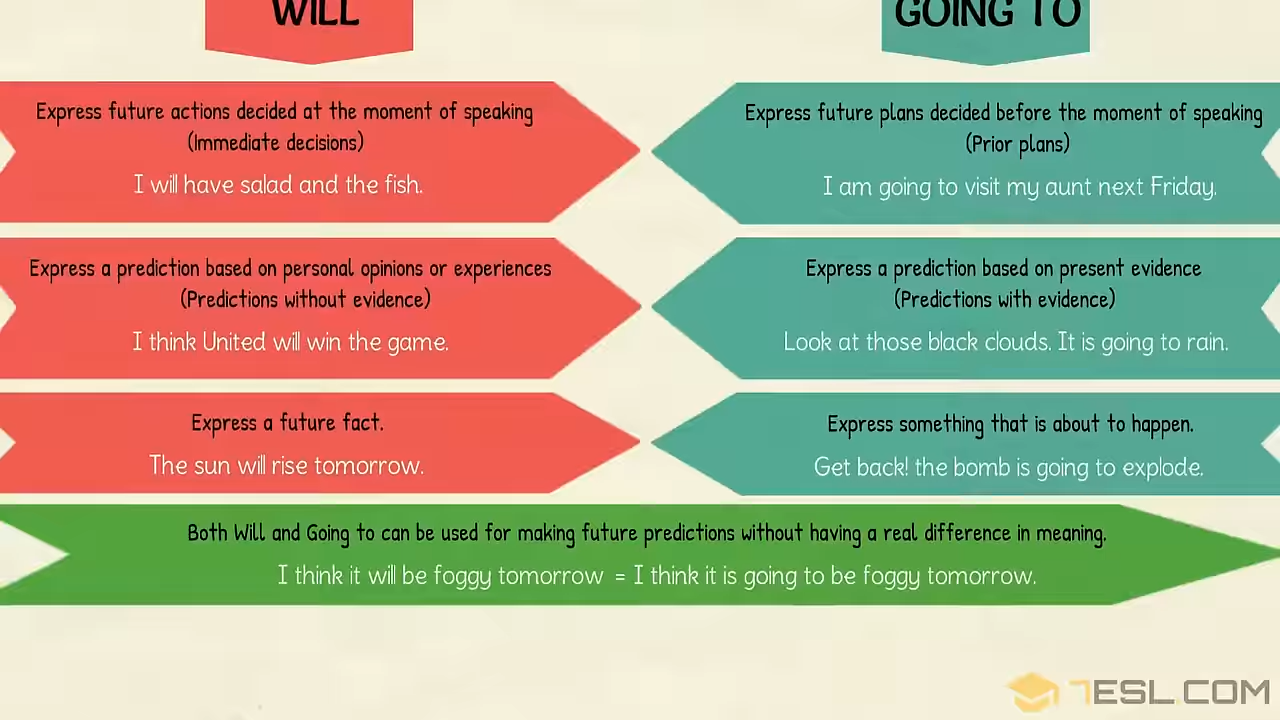 WILL
GOING TO
Express future actions decided at the moment of speaking
(Immediate decisions)
I will have salad and the fish.
Express future plans decided before the moment of speaking
(Prior plans)
I am going to visit my aunt next Friday.
Express a prediction based on personal opinions or experiences
(Predictions without evidence)
I think United will win the game.
Express a prediction based on present evidence
(Predictions with evidence)
Look at those black clouds. It is going to rain.
Express a future fact.
The sun will rise tomorrow.
Express something that is about to happen.
Get back! the bomb is going to explode.
Both Will and Going to can be used for making future predictions without having a real difference in meaning.
I think it will be foggy tomorrow = I think it is going to be foggy tomorrow.
7ESL.COM